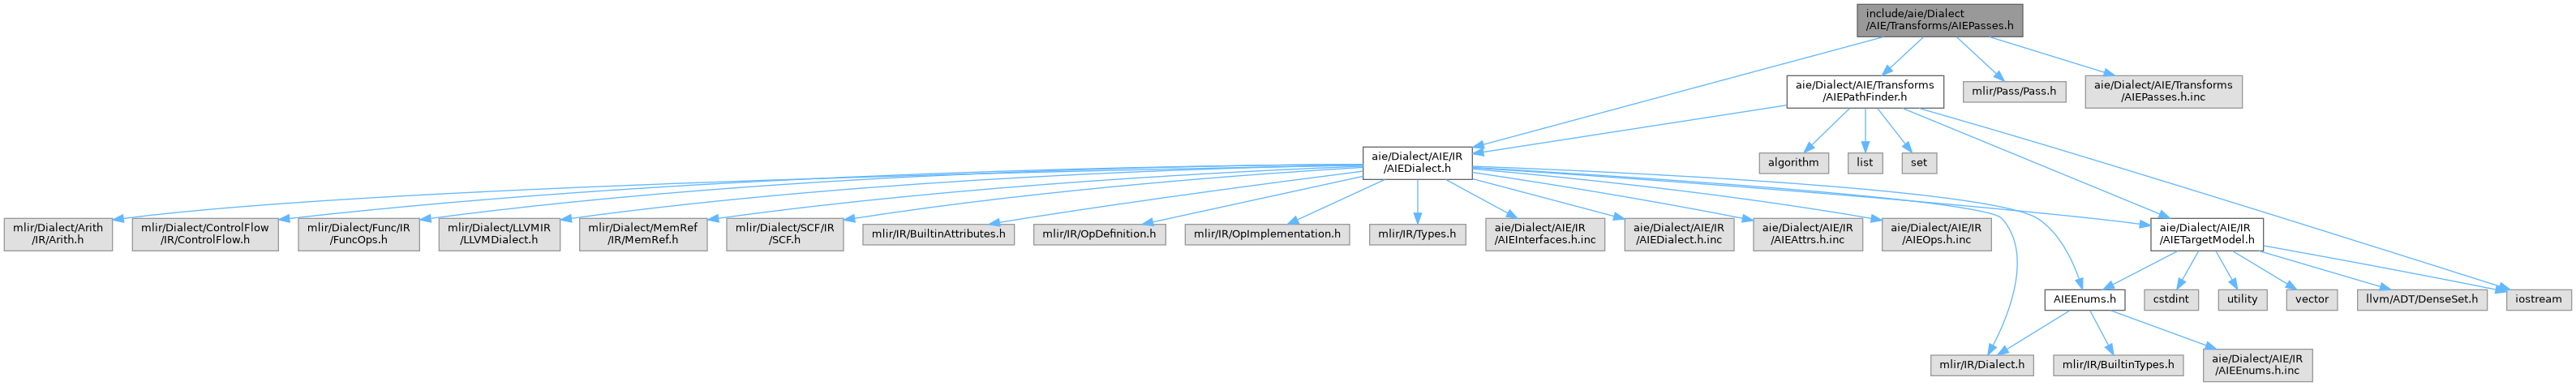 include/aie/Dialect
/AIE/Transforms/AIEPasses.h
aie/Dialect/AIE/Transforms
/AIEPathFinder.h
mlir/Pass/Pass.h
aie/Dialect/AIE/Transforms
/AIEPasses.h.inc
aie/Dialect/AIE/IR
/AIEDialect.h
algorithm
list
set
mlir/Dialect/Arith
/IR/Arith.h
mlir/Dialect/ControlFlow
/IR/ControlFlow.h
mlir/Dialect/Func/IR
/FuncOps.h
mlir/Dialect/LLVMIR
/LLVMDialect.h
mlir/Dialect/MemRef
/IR/MemRef.h
mlir/Dialect/SCF/IR
/SCF.h
mlir/IR/BuiltinAttributes.h
mlir/IR/OpDefinition.h
mlir/IR/OpImplementation.h
mlir/IR/Types.h
aie/Dialect/AIE/IR
/AIEInterfaces.h.inc
aie/Dialect/AIE/IR
/AIEDialect.h.inc
aie/Dialect/AIE/IR
/AIEAttrs.h.inc
aie/Dialect/AIE/IR
/AIEOps.h.inc
aie/Dialect/AIE/IR
/AIETargetModel.h
AIEEnums.h
cstdint
utility
vector
llvm/ADT/DenseSet.h
iostream
mlir/IR/Dialect.h
mlir/IR/BuiltinTypes.h
aie/Dialect/AIE/IR
/AIEEnums.h.inc